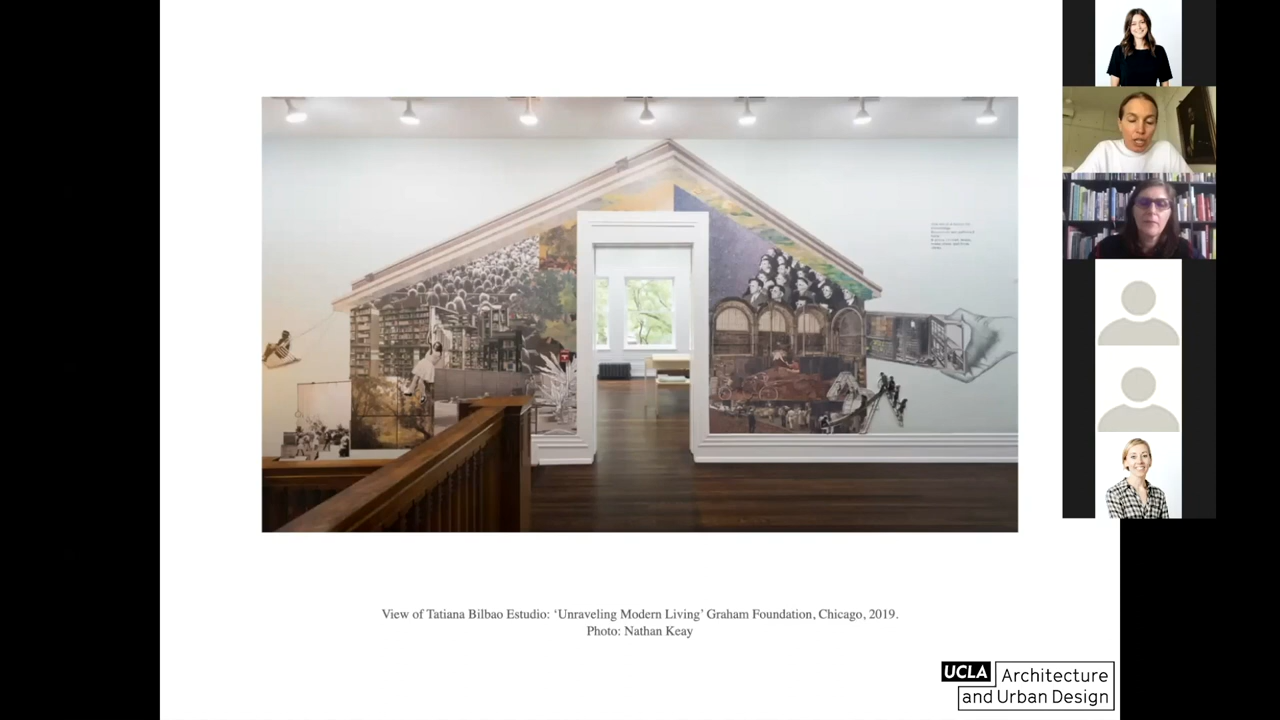 View of Tatiana Bilbao Estudio: ‘Unraveling Modern Living’ Graham Foundation, Chicago, 2019.
Photo: Nathan Keay
UCLA Architecture
and Urban Design